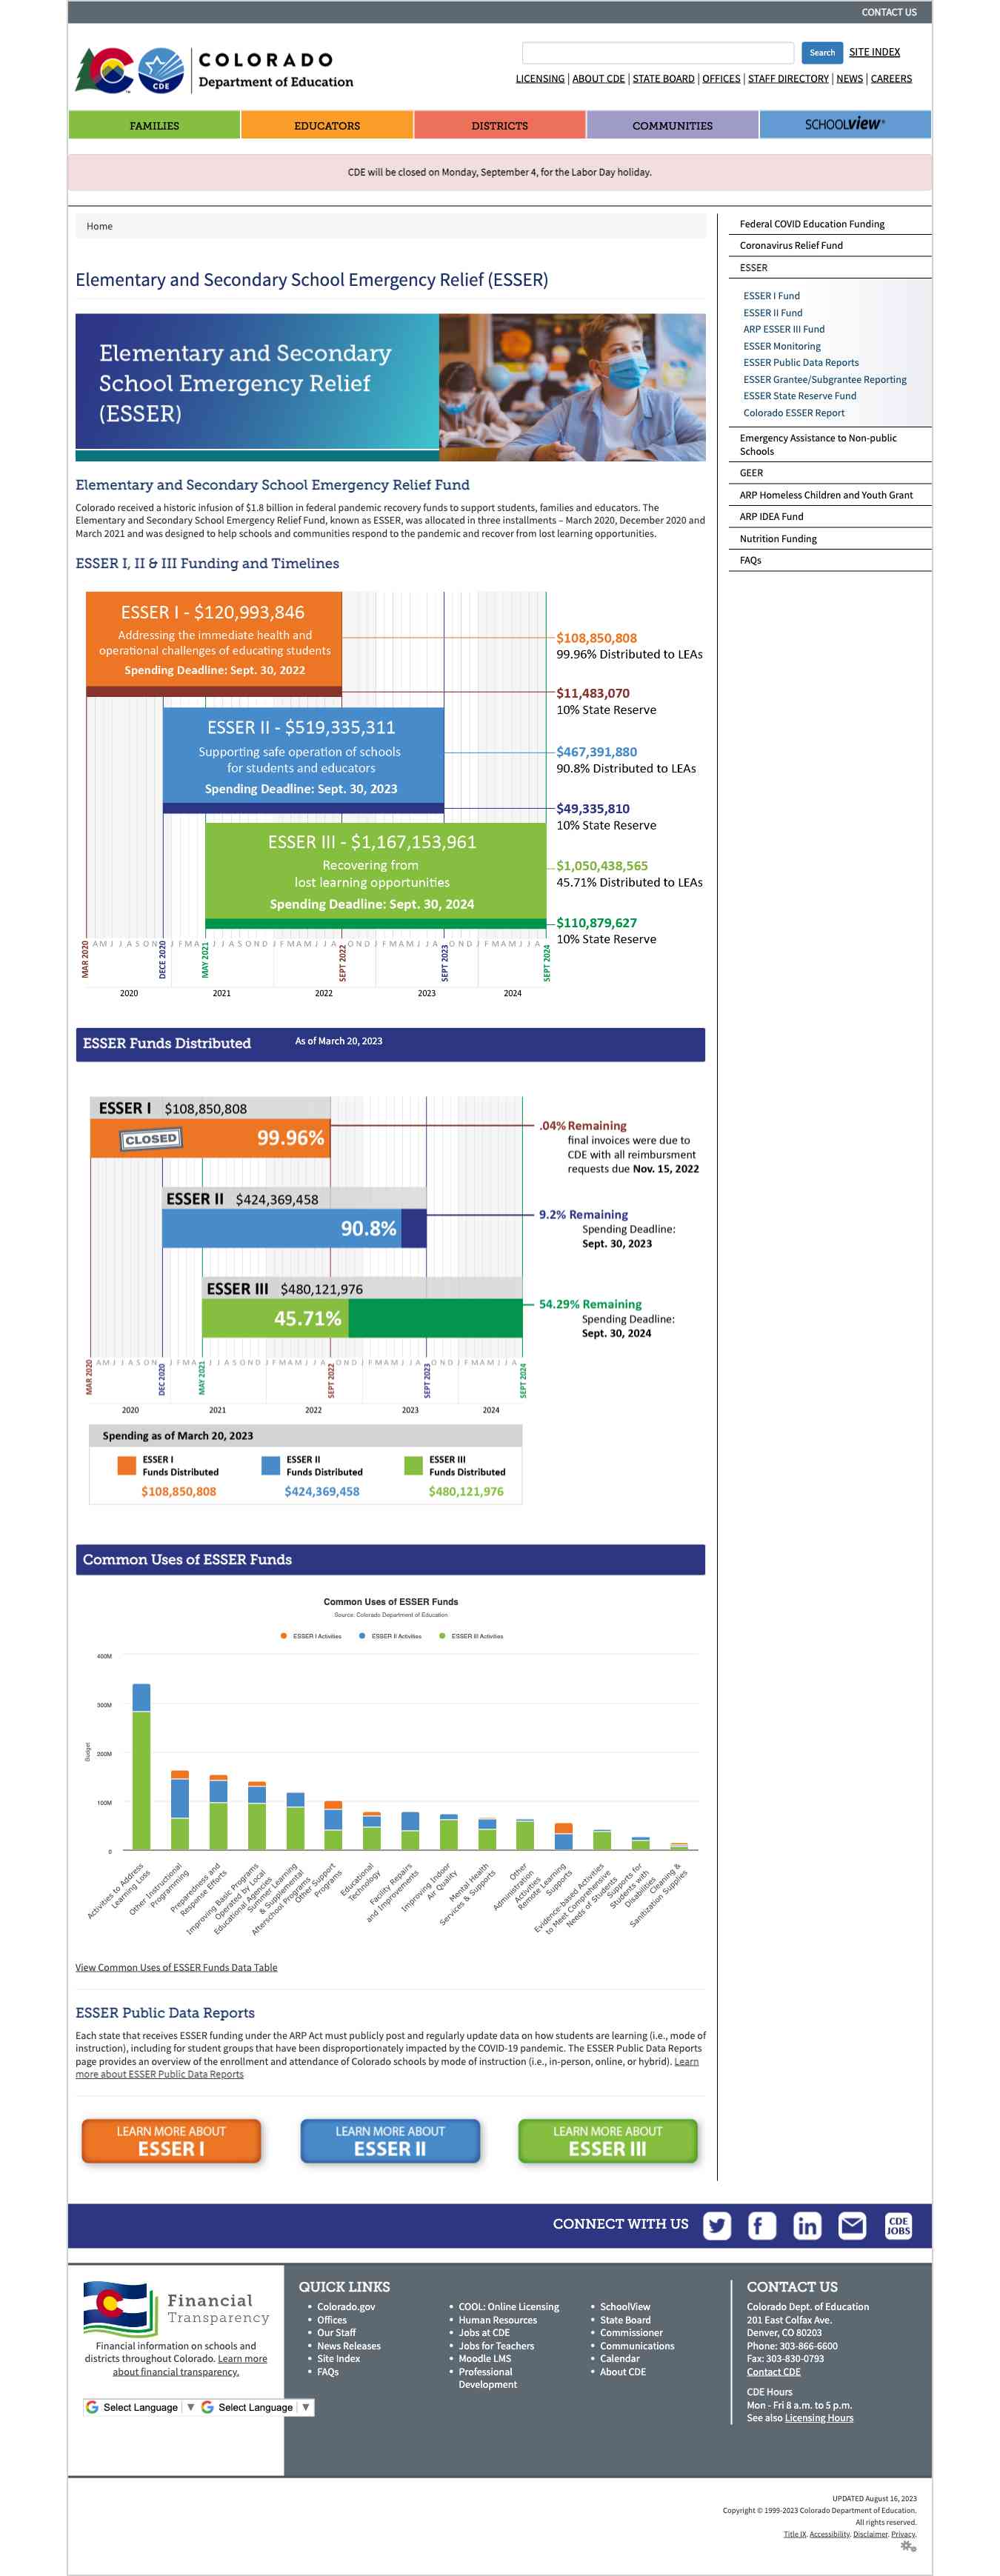 CONTACT US
COLORADO
Department of Education
CDE
Search
SITE INDEX
LICENSING | ABOUT CDE | STATE BOARD | OFFICES | STAFF DIRECTORY | NEWS | CAREERS
FAMILIES
EDUCATORS
DISTRICTS
COMMUNITIES
SCHOOLVIEW®
CDE will be closed on Monday, September 4, for the Labor Day holiday.
Home
Elementary and Secondary School Emergency Relief (ESSER)
Elementary and Secondary
School Emergency Relief
(ESSER)
Elementary and Secondary School Emergency Relief Fund
Colorado received a historic infusion of $1.8 billion in federal pandemic recovery funds to support students, families and educators. The
Elementary and Secondary School Emergency Relief Fund, known as ESSER, was allocated in three installments – March 2020, December 2020 and
March 2021 and was designed to help schools and communities respond to the pandemic and recover from lost learning opportunities.
ESSER I, II & III Funding and Timelines
ESSER I - $120,993,846
Addressing the immediate health and
operational challenges of educating students
Spending Deadline: Sept. 30, 2022
$108,850,808
99.96% Distributed to LEAs
$11,483,070
10% State Reserve
ESSER II - $519,335,311
Supporting safe operation of schools
for students and educators
Spending Deadline: Sept. 30, 2023
$467,391,880
90.8% Distributed to LEAs
$49,335,810
10% State Reserve
ESSER III - $1,167,153,961
Recovering from
lost learning opportunities
Spending Deadline: Sept. 30, 2024
$1,050,438,565
45.71% Distributed to LEAs
$110,879,627
10% State Reserve
MAR 2020
A M J J A S O N
DECE 2020
J F M A
MAY 2021
J J A S O N D J F M A M J J A
SEPT 2022
O N D J F M A M J J A
SEPT 2023
O N D J F M A M J J A
SEPT 2024
2020 2021 2022 2023 2024
ESSER Funds Distributed As of March 20, 2023
ESSER I $108,850,808
CLOSED 99.96%
.04% Remaining
final invoices were due to
CDE with all reimbursment
requests due Nov. 15, 2022
ESSER II $424,369,458
90.8%
9.2% Remaining
Spending Deadline:
Sept. 30, 2023
ESSER III $480,121,976
45.71%
54.29% Remaining
Spending Deadline:
Sept. 30, 2024
MAR 2020
A M J J A S O N
DEC 2020
J F M A
MAY 2021
J J A S O N D J F M A M J J A
SEPT 2022
O N D J F M A M J J A
SEPT 2023
O N D J F M A M J J A
SEPT 2024
2020 2021 2022 2023 2024
Spending as of March 20, 2023
ESSER I
Funds Distributed
$108,850,808
ESSER II
Funds Distributed
$424,369,458
ESSER III
Funds Distributed
$480,121,976
Common Uses of ESSER Funds
Common Uses of ESSER Funds
Source: Colorado Department of Education
ESSER I Activities ESSER II Activities ESSER III Activities
Budget
400M
300M
200M
100M
0
Activities to Address
Learning Loss
Other Instructional
Programming
Preparedness and
Response Efforts
Improving Basic Programs
Operated by Local
Educational Agencies
Summer Learning
& Supplemental
Afterschool Programs
Other Support
Programs
Educational
Technology
Facility Repairs
and Improvements
Improving Indoor
Air Quality
Mental Health
Services & Supports
Other
Administration
Activities
Remote Learning
Supports
Evidence-based Activities
to Meet Comprehensive
Needs of Students
Supports for
Students with
Disabilities
Cleaning &
Sanitization Supplies
View Common Uses of ESSER Funds Data Table
ESSER Public Data Reports
Each state that receives ESSER funding under the ARP Act must publicly post and regularly update data on how students are learning (i.e., mode of
instruction), including for student groups that have been disproportionately impacted by the COVID-19 pandemic. The ESSER Public Data Reports
page provides an overview of the enrollment and attendance of Colorado schools by mode of instruction (i.e., in-person, online, or hybrid). Learn
more about ESSER Public Data Reports
LEARN MORE ABOUT
ESSER I
LEARN MORE ABOUT
ESSER II
LEARN MORE ABOUT
ESSER III
Federal COVID Education Funding
Coronavirus Relief Fund
ESSER
ESSER I Fund
ESSER II Fund
ARP ESSER III Fund
ESSER Monitoring
ESSER Public Data Reports
ESSER Grantee/Subgrantee Reporting
ESSER State Reserve Fund
Colorado ESSER Report
Emergency Assistance to Non-public
Schools
GEER
ARP Homeless Children and Youth Grant
ARP IDEA Fund
Nutrition Funding
FAQs
CONNECT WITH US
CDE
JOBS
Financial
Transparency
Financial information on schools and
districts throughout Colorado. Learn more
about financial transparency.
Select Language ▼ Select Language ▼
QUICK LINKS
• Colorado.gov
• Offices
• Our Staff
• News Releases
• Site Index
• FAQs
• COOL: Online Licensing
• Human Resources
• Jobs at CDE
• Jobs for Teachers
• Moodle LMS
• Professional
Development
• SchoolView
• State Board
• Commissioner
• Communications
• Calendar
• About CDE
CONTACT US
Colorado Dept. of Education
201 East Colfax Ave.
Denver, CO 80203
Phone: 303-866-6600
Fax: 303-830-0793
Contact CDE
CDE Hours
Mon - Fri 8 a.m. to 5 p.m.
See also Licensing Hours
UPDATED August 16, 2023
Copyright © 1999-2023 Colorado Department of Education.
All rights reserved.
Title IX. Accessibility. Disclaimer. Privacy.